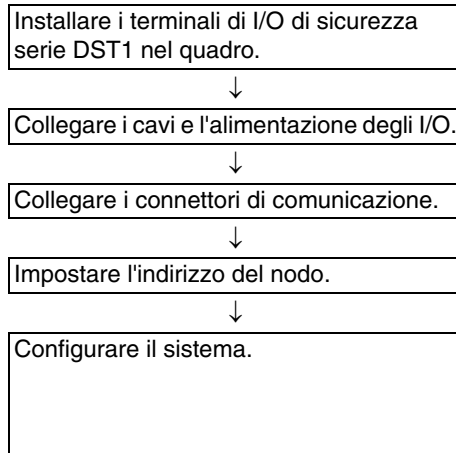 Installare i terminali di I/O di sicurezza
serie DST1 nel quadro.
↓
Collegare i cavi e l'alimentazione degli I/O.
↓
Collegare i connettori di comunicazione.
↓
Impostare l'indirizzo del nodo.
↓
Configurare il sistema.